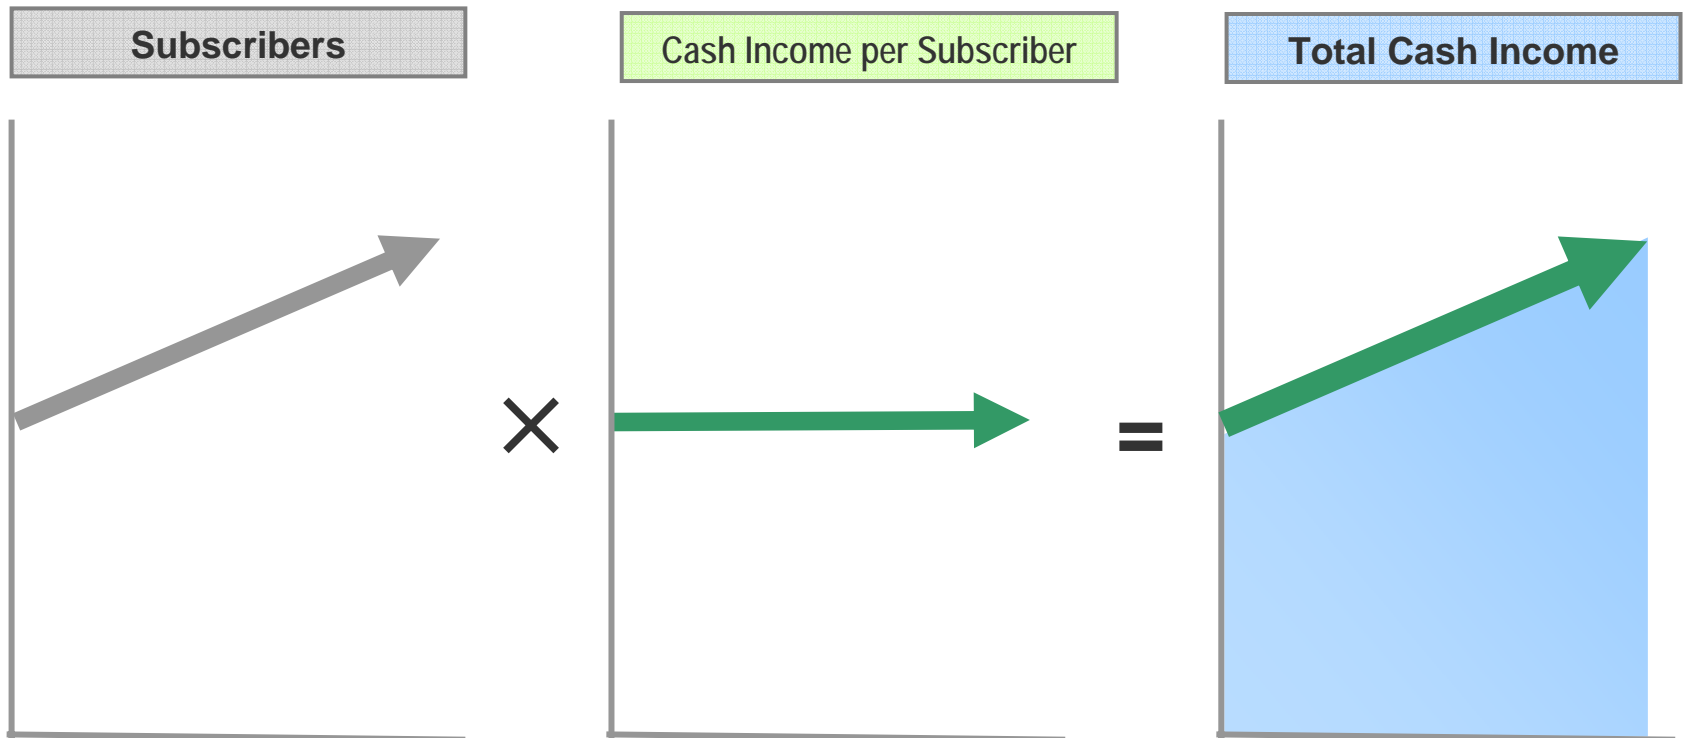 Subscribers
Cash Income per Subscriber
Total Cash Income
×
=